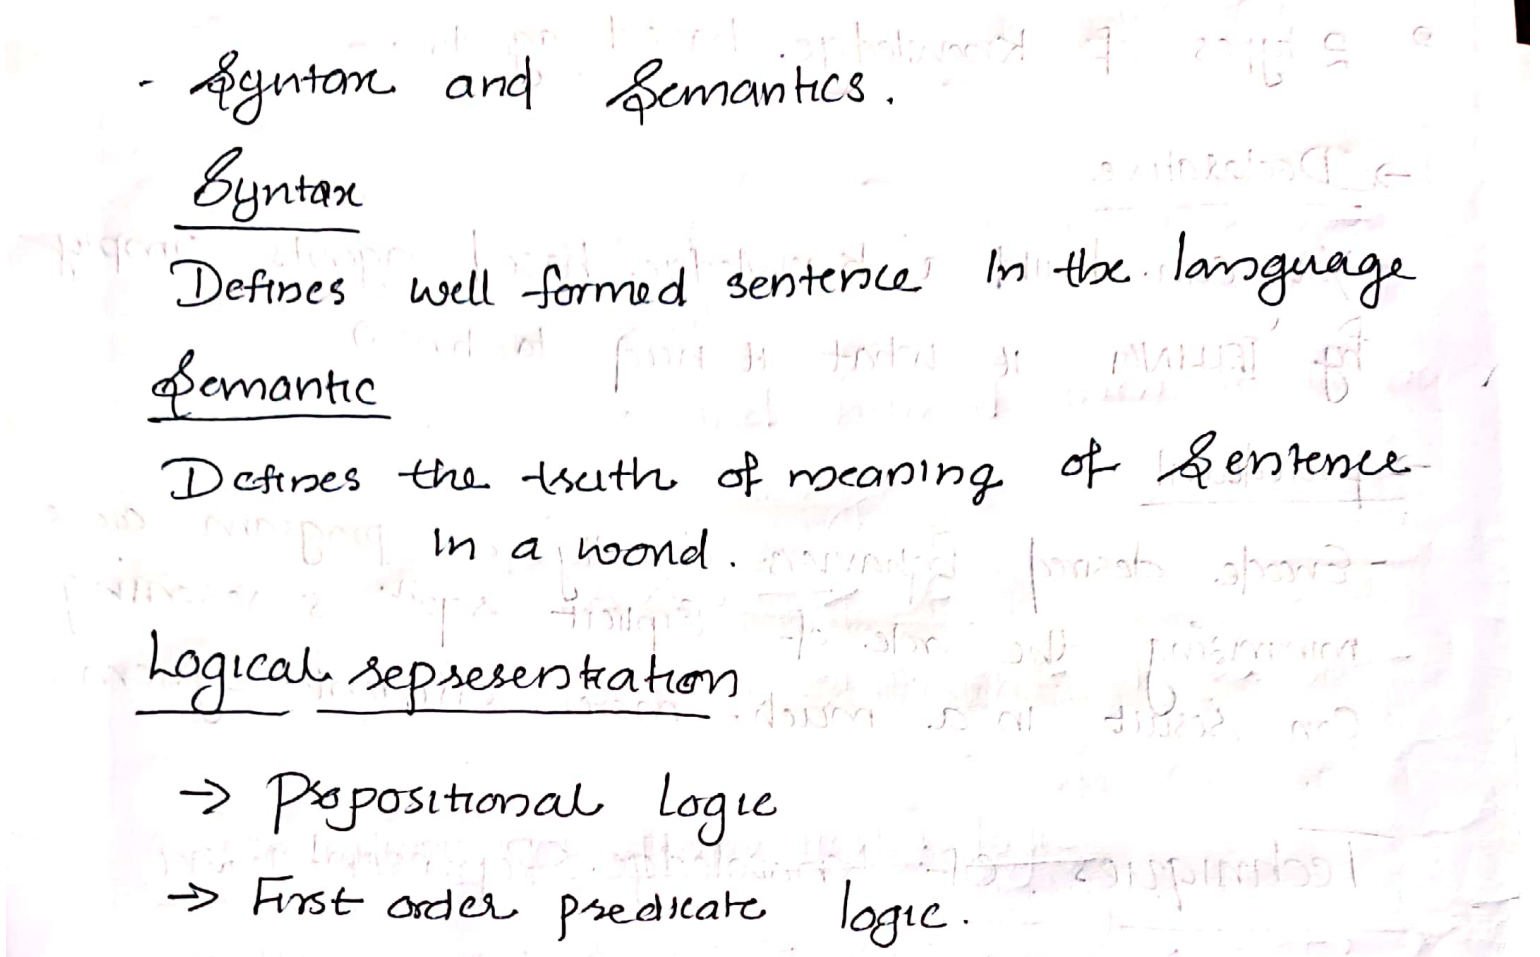 - Syntax and Semantics.
Syntax
Defines well formed sentence in the language
Semantic
Defines the truth of meaning of Sentence
in a word.
Logical representation
→ Propositional Logic
→ First order predicate logic.